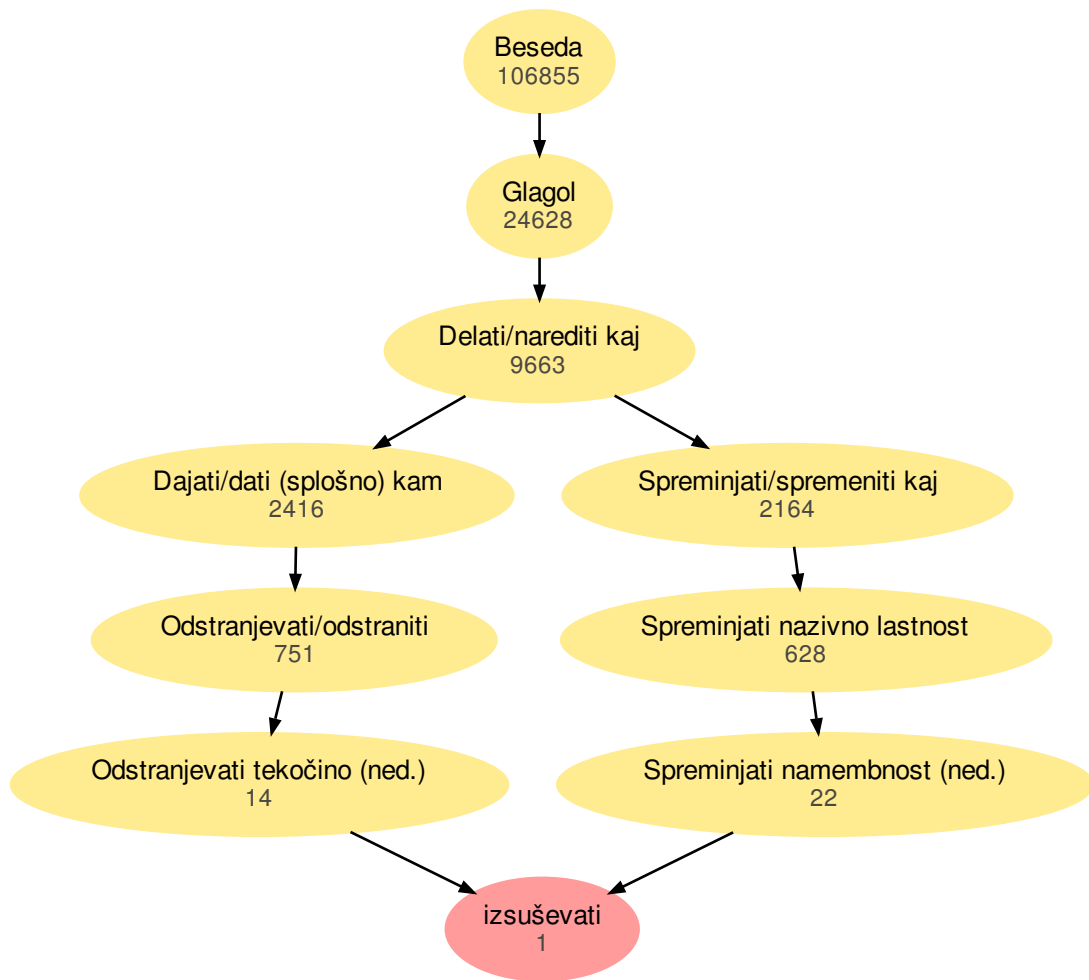 Beseda
106855
Glagol
24628
Delati/narediti kaj
9663
Dajati/dati (splošno) kam
2416
Spreminjati/spremeniti kaj
2164
Odstranjevati/odstraniti
751
Spreminjati nazivno lastnost
628
Odstranjevati tekočino (ned.)
14
Spreminjati namembnost (ned.)
22
izsuševati
1